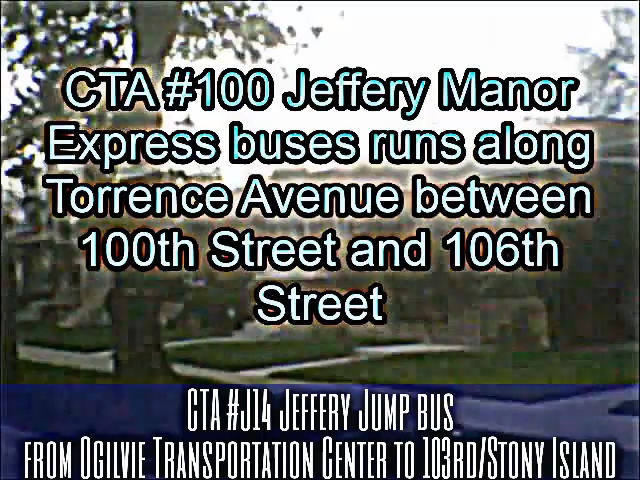 CTA #100 Jeffery Manor
Express buses runs along
Torrence Avenue between
100th Street and 106th
Street
CTA #J14 Jeffery Jump bus
from Ogilvie Transportation Center to 103rd/Stony Island